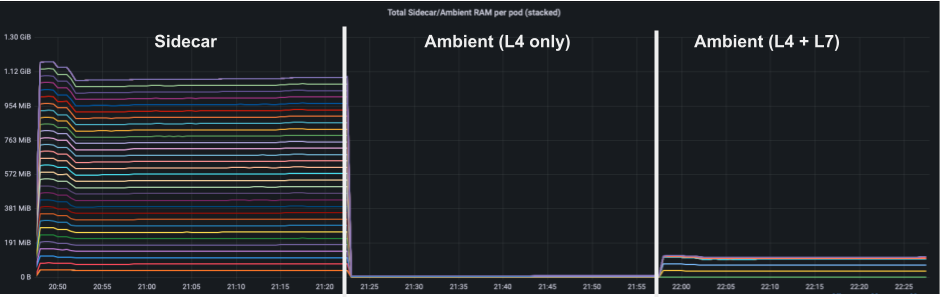 Total Sidecar/Ambient RAM per pod (stacked)
Sidecar
Ambient (L4 only)
Ambient (L4 + L7)
1.30 GiB
1.12 GiB
954 MiB
763 MiB
572 MiB
381 MiB
191 MiB
0 B
20:50 20:55 21:00 21:05 21:10 21:15 21:20 21:25 21:30 21:35 21:40 21:45 21:50 21:55 22:00 22:05 22:10 22:15 22:20 22:25